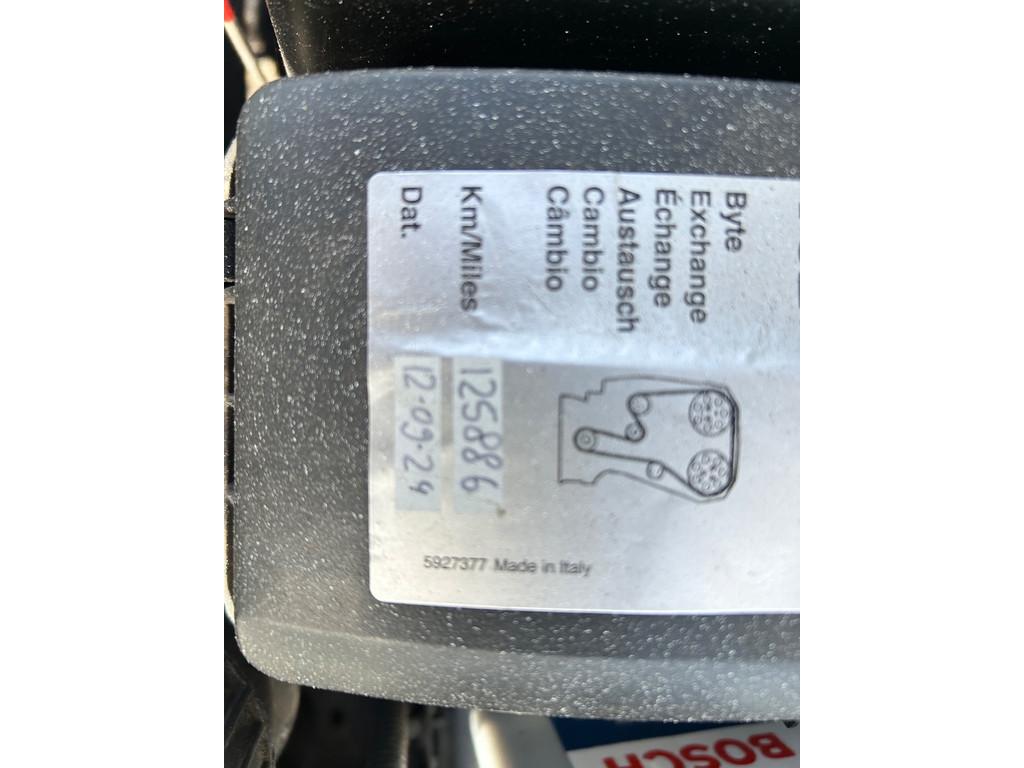 Byte
Exchange
Échange
Austausch
Cambio
Câmbio
Km/Miles 125886
Dat. 12-09-24
5927377 Made in Italy
BOSCH